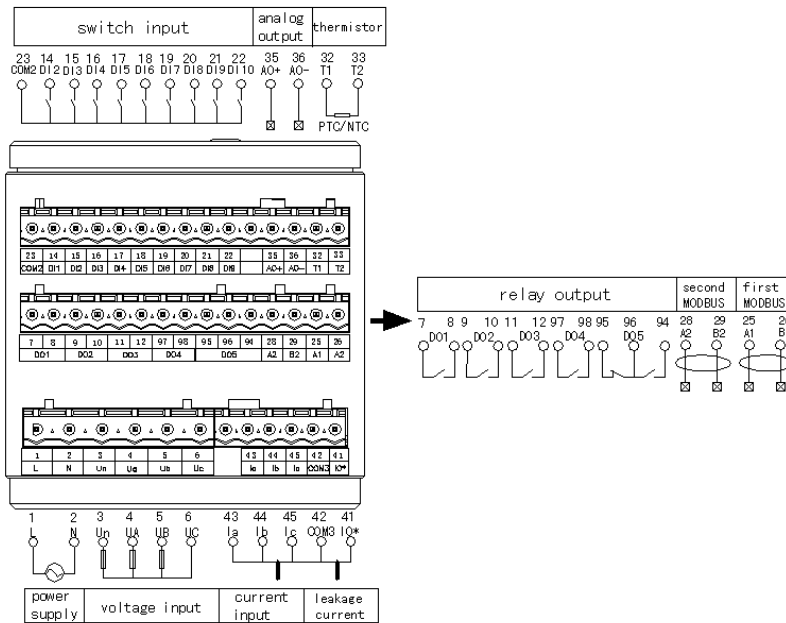 switch input analog output thermistor
23 14 15 16 17 18 19 20 21 22 35 36 32 33
COM2 DI2 DI3 DI4 DI5 DI6 DI7 DI8 DI9 DI10 AO+ AO- T1 T2
PTC/NTC
23 14 15 16 17 18 19 20 21 22 35 36 32 33
COM2 DI1 DI2 DI3 DI4 DI5 DI6 DI7 DI8 DI9 AO+ AO- T1 T2
7 8 9 10 11 12 97 98 95 96 94 28 29 25 26
DO1 DO2 DO3 DO4 DO5 A2 B2 A1 A2
1 2 3 4 5 6 43 44 45 42 41
L N Un Ua Ub Uc Ia Ib Ia COM3 IO*
1 2 3 4 5 6 43 44 45 42 41
L N Un UA UB UC Ia Ib Ic COM3 IO*
power supply voltage input current input leakage current
relay output second MODBUS first MODBUS
7 8 9 10 11 12 97 98 95 96 94 28 29 25
DO1 DO2 DO3 DO4 DO5 A2 B2 A1